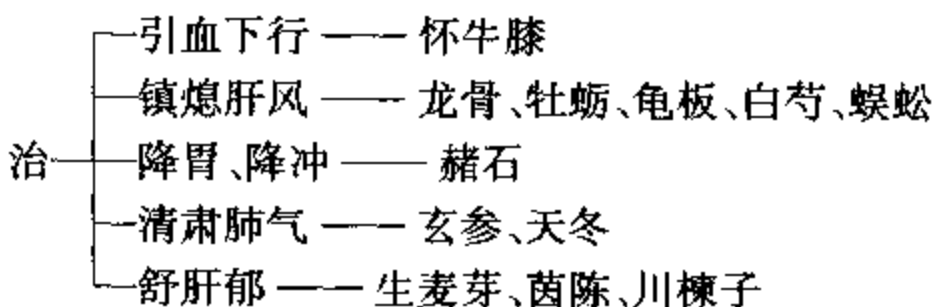 引血下行——怀牛膝
镇熄肝风——龙骨、牡蛎、龟板、白芍、蜈蚣
治 降胃、降冲——赭石
清肃肺气——玄参、天冬
舒肝郁——生麦芽、茵陈、川楝子